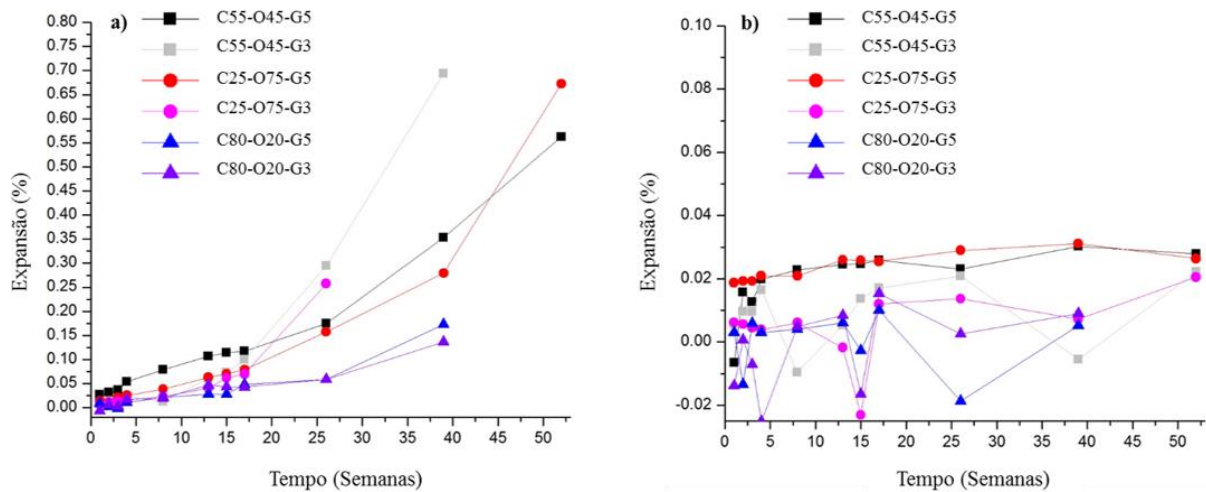 a)
C55-O45-G5
C55-O45-G3
C25-O75-G5
C25-O75-G3
C80-O20-G5
C80-O20-G3
0.80
0.75
0.70
0.65
0.60
0.55
0.50
0.45
0.40
0.35
0.30
0.25
0.20
0.15
0.10
0.05
0.00
Expansão (%)
0 5 10 15 20 25 30 35 40 45 50
Tempo (Semanas)
b)
C55-O45-G5
C55-O45-G3
C25-O75-G5
C25-O75-G3
C80-O20-G5
C80-O20-G3
0.10
0.08
0.06
0.04
0.02
0.00
-0.02
Expansão (%)
0 5 10 15 20 25 30 35 40 45 50
Tempo (Semanas)